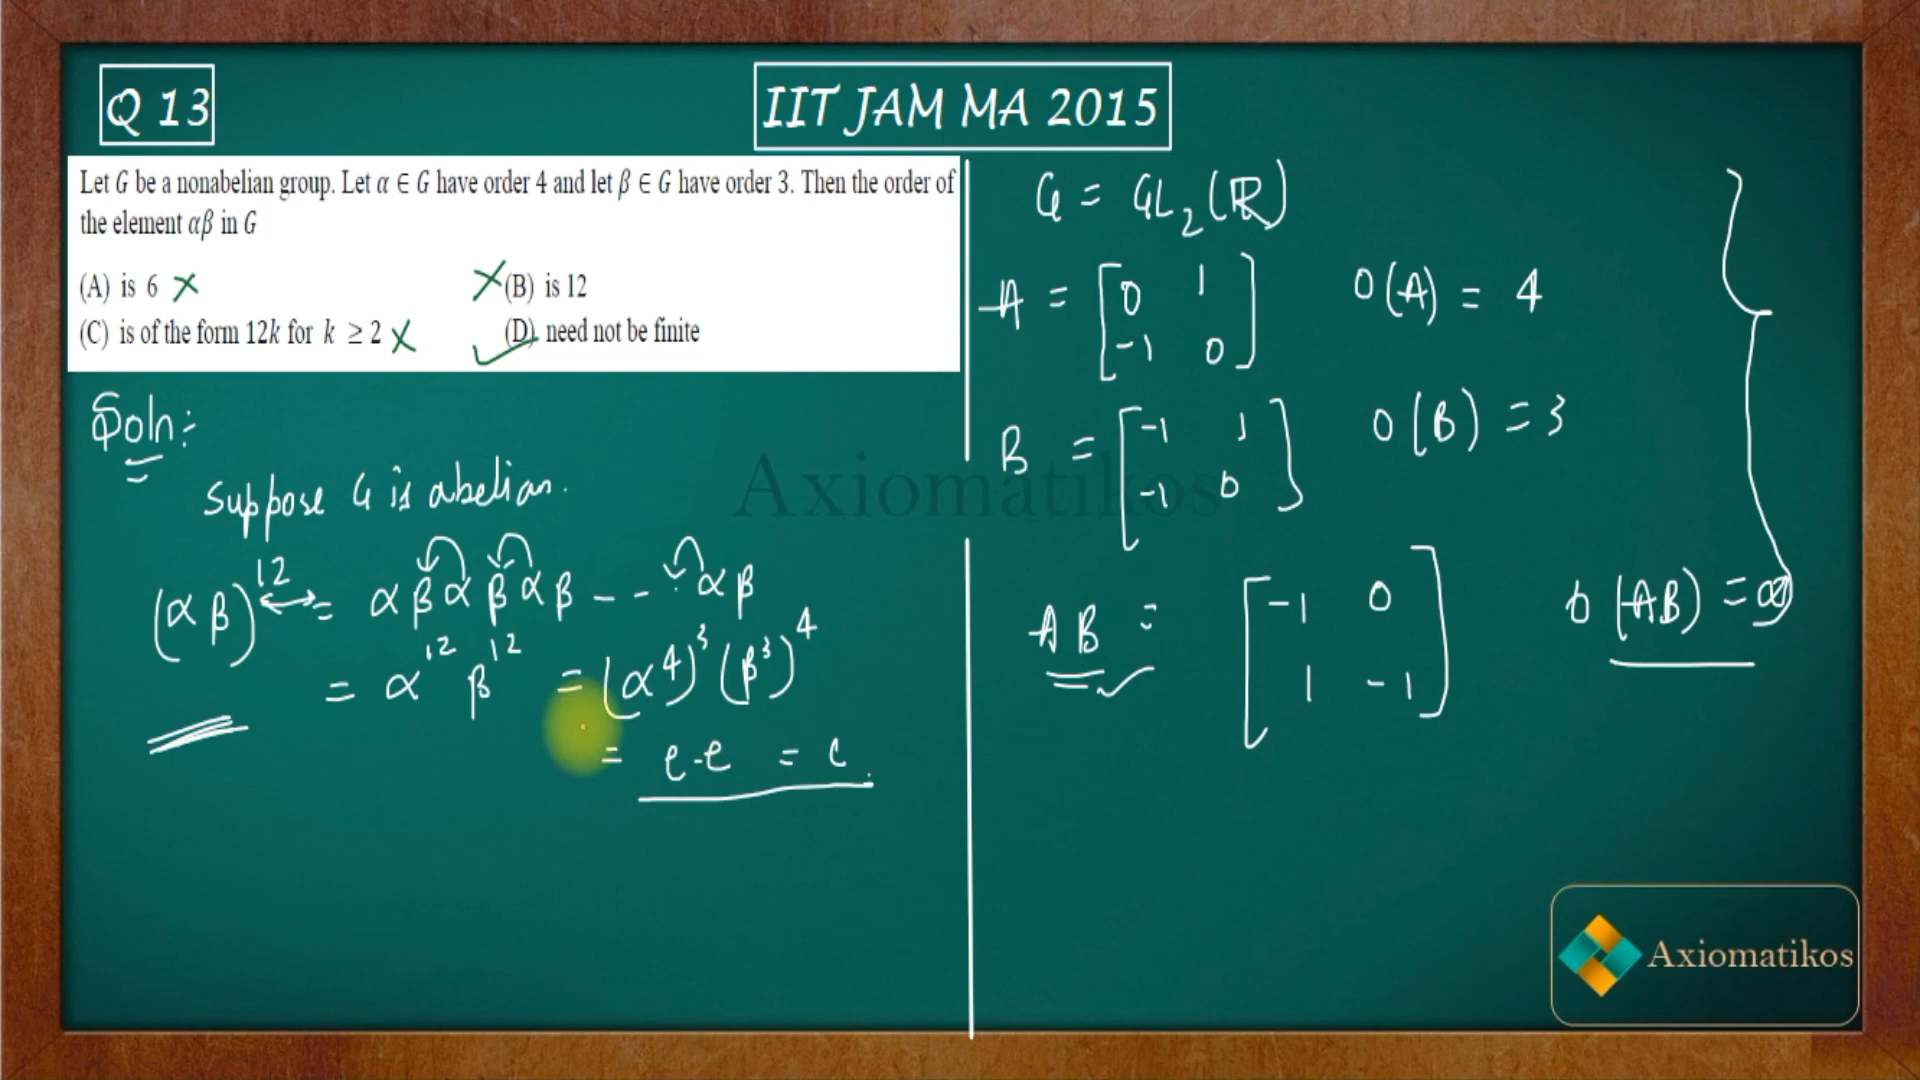 Q 13
IIT JAM MA 2015
Let G be a nonabelian group. Let α ∈ G have order 4 and let β ∈ G have order 3. Then the order of
the element αβ in G
(A) is 6 ✗
✗ (B) is 12
(C) is of the form 12k for k ≥ 2 ✗
(D) need not be finite
Soln:-
Suppose G is abelian.
(αβ)^12 = αβαβαβ - - - αβ
= α^12 β^12 = (α^4)^3 (β^3)^4
= e·e = e.
G = GL_2(ℝ)
A = [0 1
-1 0] O(A) = 4
B = [-1 1
-1 0] O(B) = 3
AB = [-1 0
1 -1] O(AB) = ∞
Axiomatikos
Axiomatikos